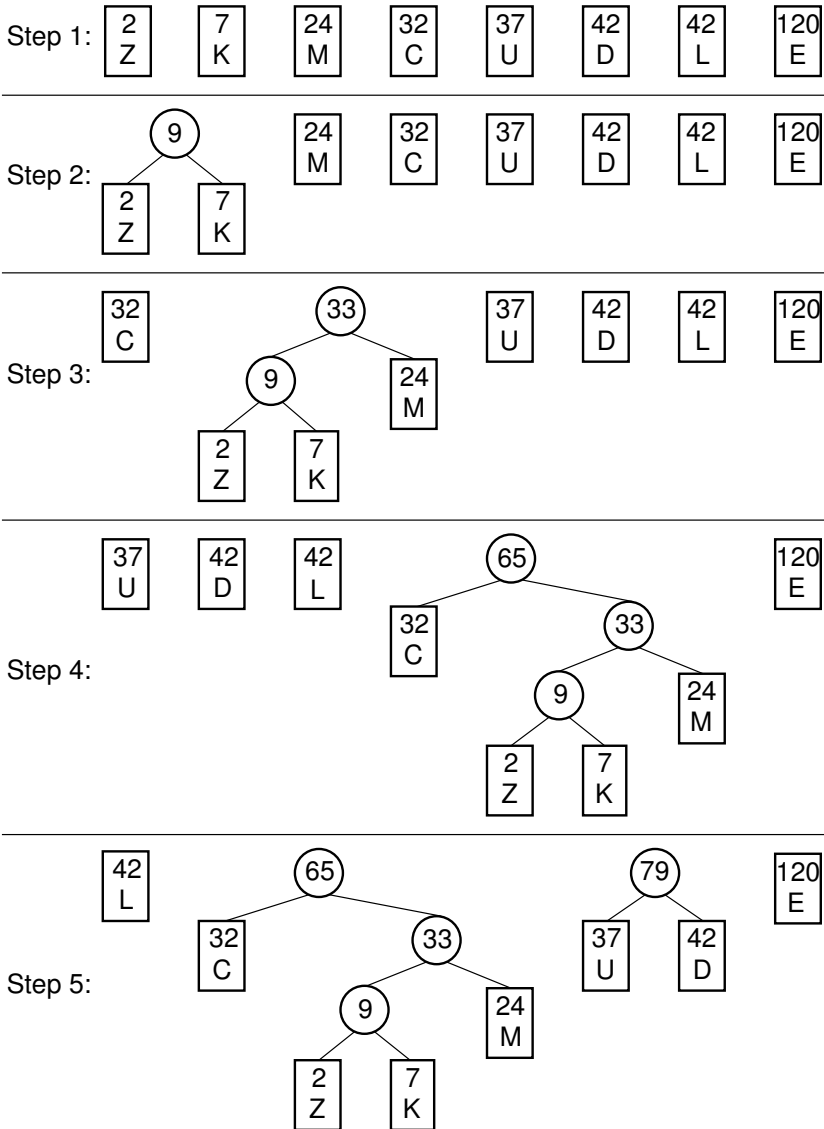 Step 1: 2 7 24 32 37 42 42 120
Z K M C U D L E
9
24 32 37 42 42 120
M C U D L E
Step 2:
2 7
Z K
32 33 37 42 42 120
C U D L E
Step 3: 9 24
M
2 7
Z K
37 42 42 65 120
U D L E
32 33
C
Step 4:
9 24
M
2 7
Z K
42 65 79 120
L E
32 33 37 42
C U D
Step 5:
9 24
M
2 7
Z K